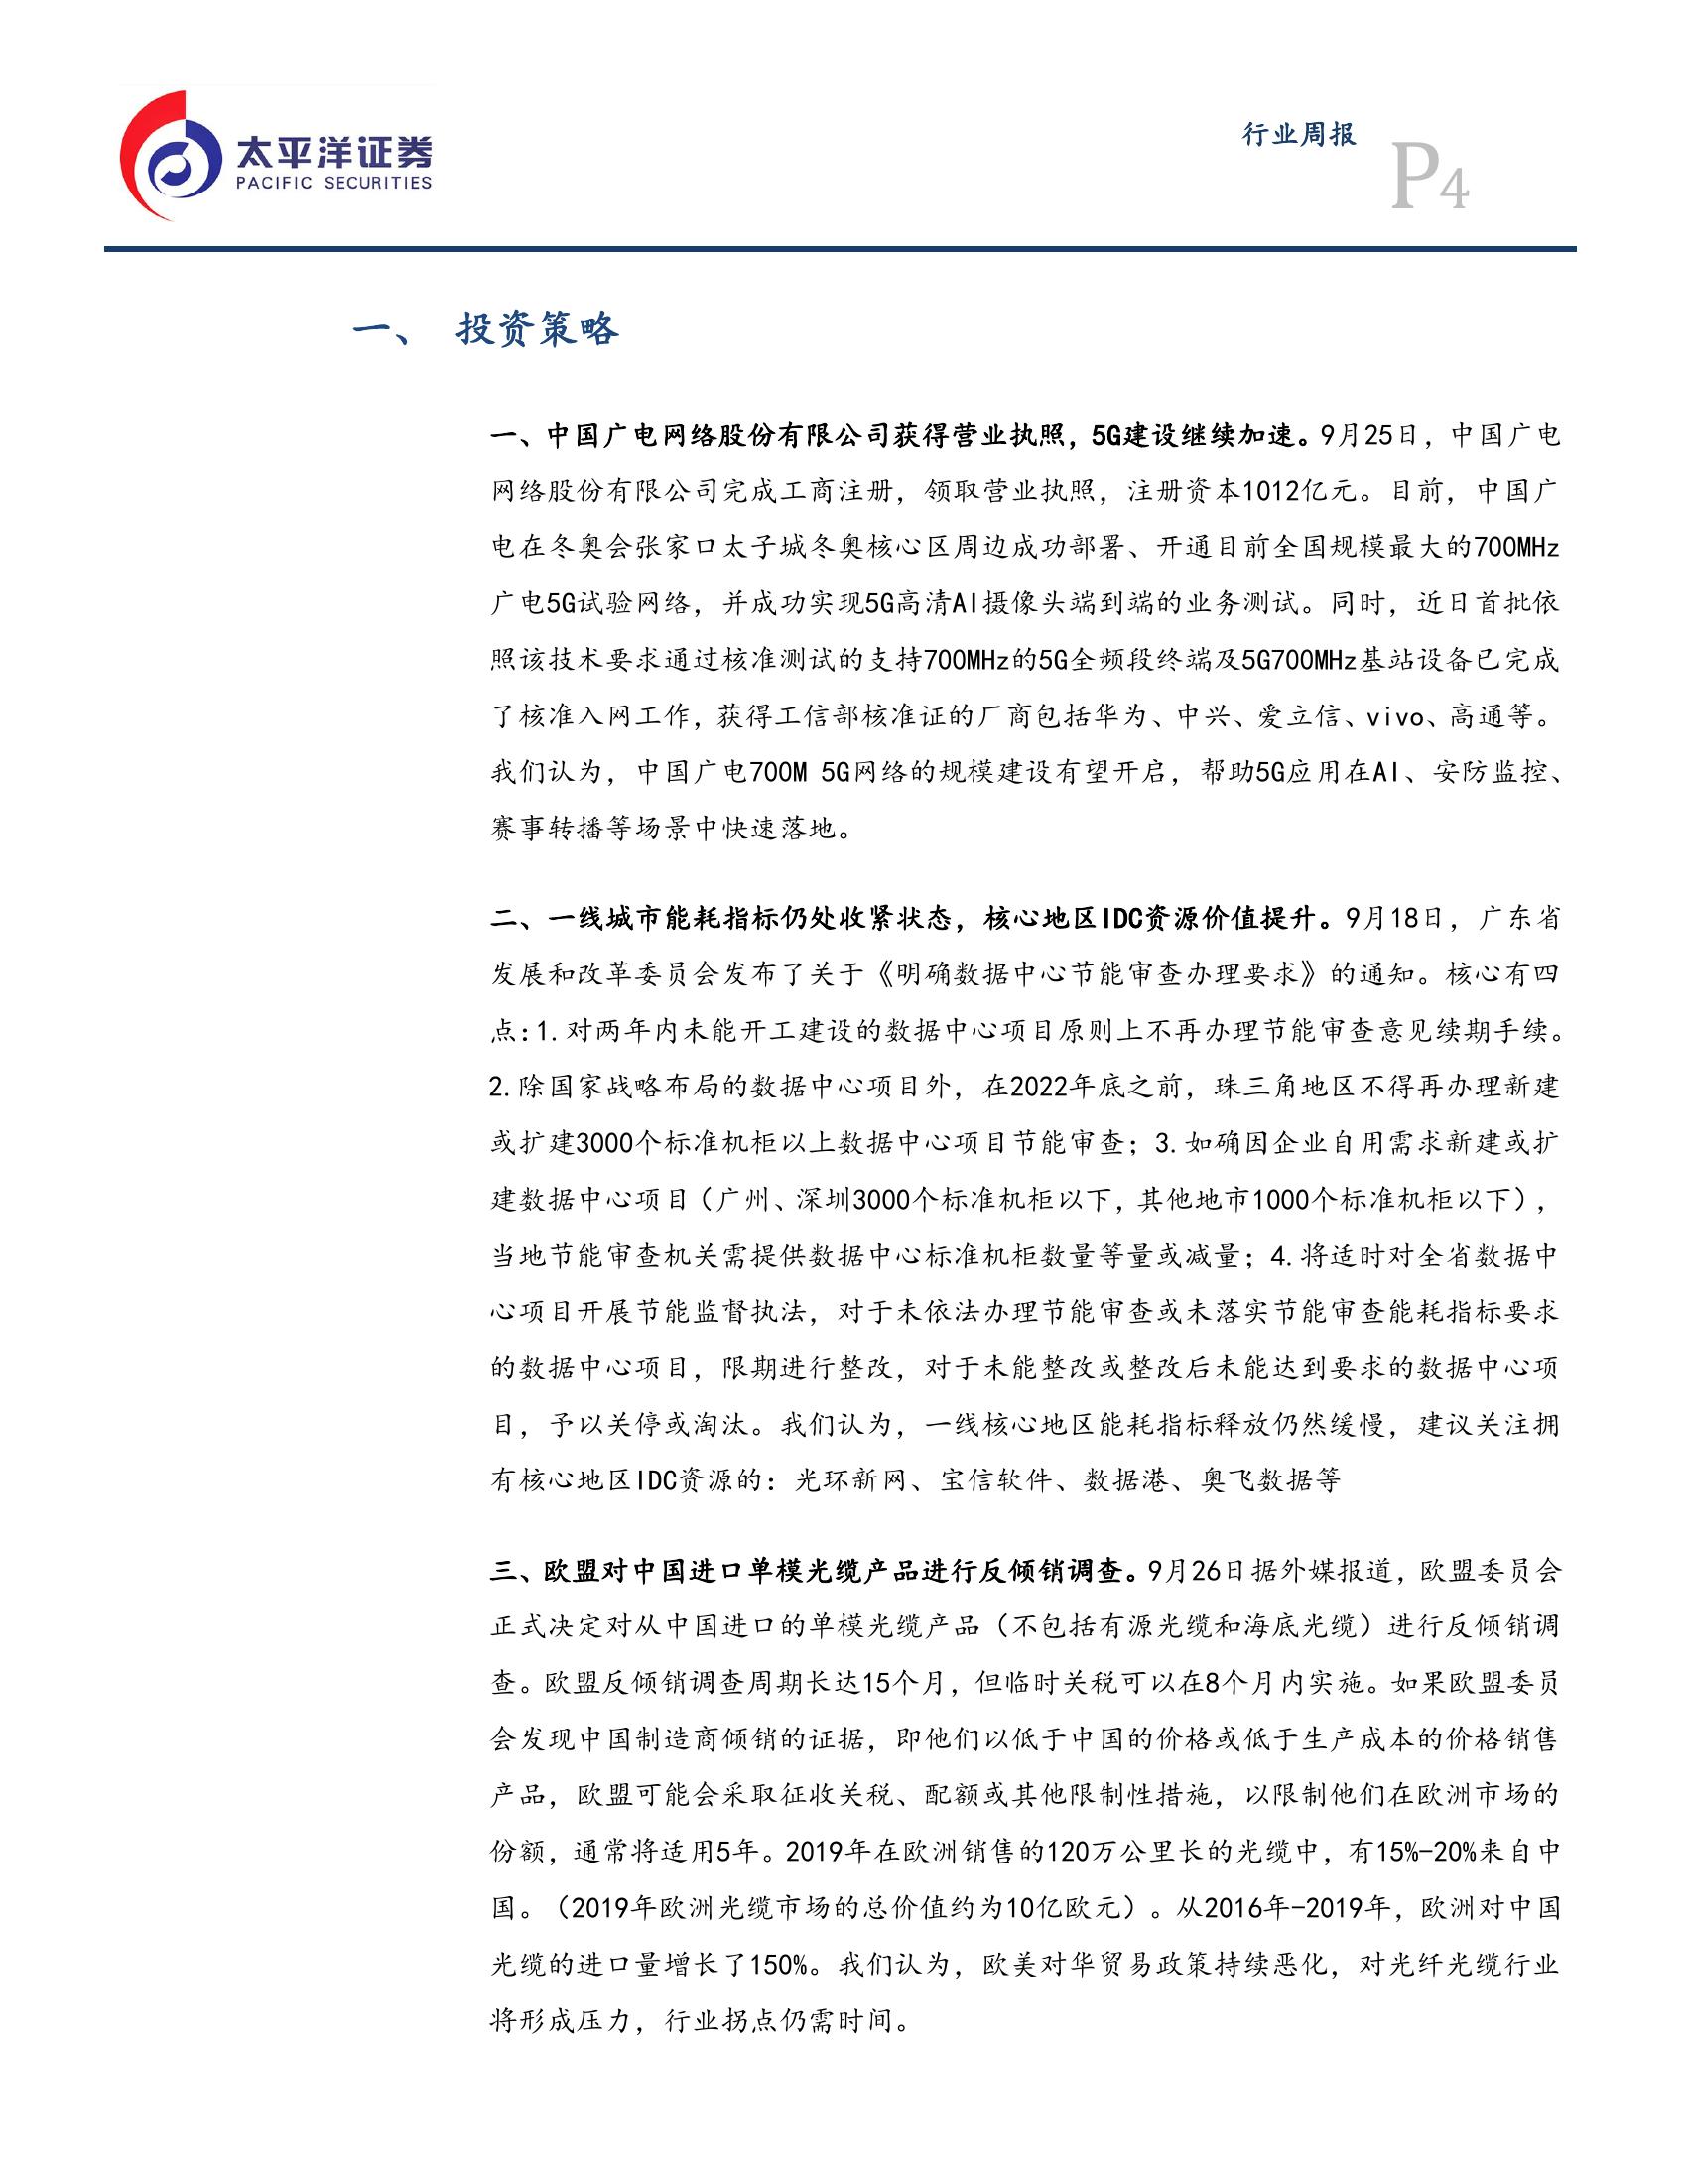 太平洋证券
PACIFIC SECURITIES
行业周报
P4
一、 投资策略
一、中国广电网络股份有限公司获得营业执照，5G建设继续加速。9月25日，中国广电
网络股份有限公司完成工商注册，领取营业执照，注册资本1012亿元。目前，中国广
电在冬奥会张家口太子城冬奥核心区周边成功部署、开通目前全国规模最大的700MHz
广电5G试验网络，并成功实现5G高清AI摄像头端到端的业务测试。同时，近日首批依
照该技术要求通过核准测试的支持700MHz的5G全频段终端及5G700MHz基站设备已完成
了核准入网工作，获得工信部核准证的厂商包括华为、中兴、爱立信、vivo、高通等。
我们认为，中国广电700M 5G网络的规模建设有望开启，帮助5G应用在AI、安防监控、
赛事转播等场景中快速落地。
二、一线城市能耗指标仍处收紧状态，核心地区IDC资源价值提升。9月18日，广东省
发展和改革委员会发布了关于《明确数据中心节能审查办理要求》的通知。核心有四
点：1.对两年内未能开工建设的数据中心项目原则上不再办理节能审查意见续期手续。
2.除国家战略布局的数据中心项目外，在2022年底之前，珠三角地区不得再办理新建
或扩建3000个标准机柜以上数据中心项目节能审查；3.如确因企业自用需求新建或扩
建数据中心项目（广州、深圳3000个标准机柜以下，其他地市1000个标准机柜以下），
当地节能审查机关需提供数据中心标准机柜数量等量或减量；4.将适时对全省数据中
心项目开展节能监督执法，对于未依法办理节能审查或未落实节能审查能耗指标要求
的数据中心项目，限期进行整改，对于未能整改或整改后未能达到要求的数据中心项
目，予以关停或淘汰。我们认为，一线核心地区能耗指标释放仍然缓慢，建议关注拥
有核心地区IDC资源的：光环新网、宝信软件、数据港、奥飞数据等
三、欧盟对中国进口单模光缆产品进行反倾销调查。9月26日据外媒报道，欧盟委员会
正式决定对从中国进口的单模光缆产品（不包括有源光缆和海底光缆）进行反倾销调
查。欧盟反倾销调查周期长达15个月，但临时关税可以在8个月内实施。如果欧盟委员
会发现中国制造商倾销的证据，即他们以低于中国的价格或低于生产成本的价格销售
产品，欧盟可能会采取征收关税、配额或其他限制性措施，以限制他们在欧洲市场的
份额，通常将适用5年。2019年在欧洲销售的120万公里长的光缆中，有15%-20%来自中
国。（2019年欧洲光缆市场的总价值约为10亿欧元）。从2016年-2019年，欧洲对中国
光缆的进口量增长了150%。我们认为，欧美对华贸易政策持续恶化，对光纤光缆行业
将形成压力，行业拐点仍需时间。